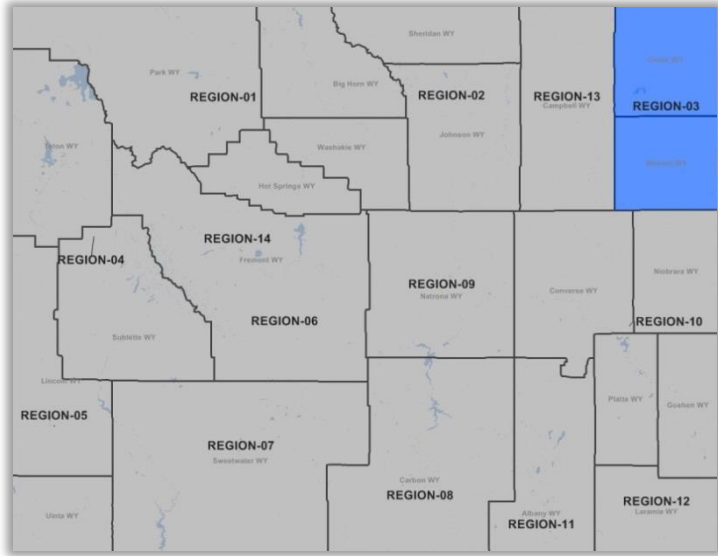 Sheridan WY
Park WY
Big Horn WY
REGION-01
REGION-02
REGION-13
Campbell WY
REGION-03
Johnson WY
Washakie WY
Teton WY
Hot Springs WY
Weston WY
REGION-14
REGION-04
Fremont WY
REGION-09
Natrona WY
Converse WY
Niobrara WY
REGION-06
REGION-10
Sublette WY
Lincoln WY
Platte WY
Goshen WY
REGION-05
REGION-07
Sweetwater WY
Carbon WY
REGION-08
REGION-12
Laramie WY
Uinta WY
Albany WY
REGION-11